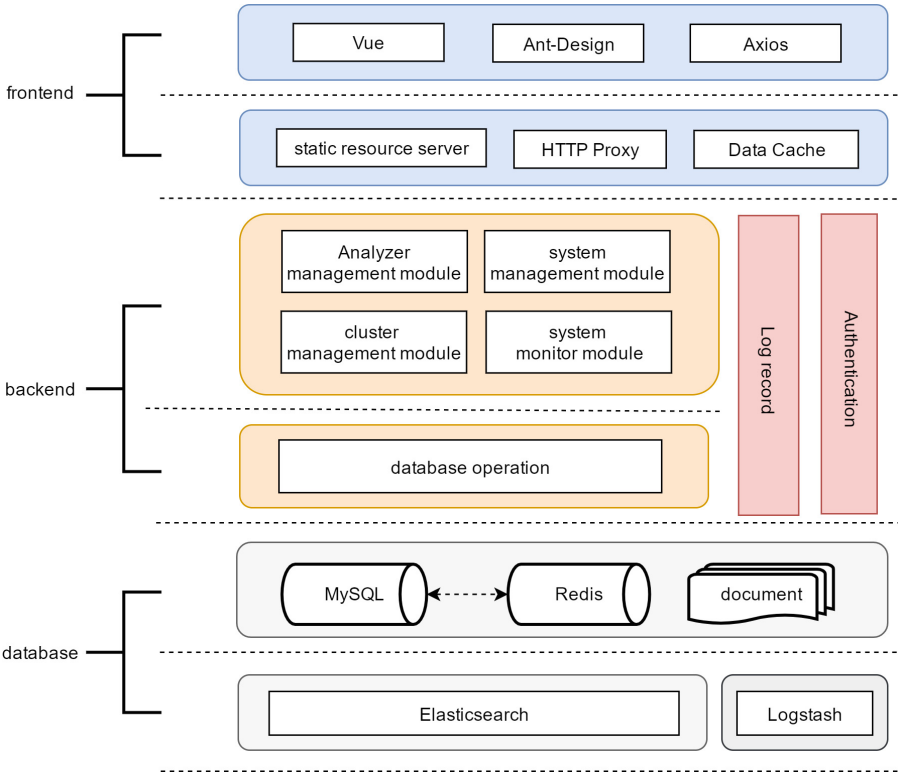 frontend
Vue
Ant-Design
Axios
static resource server
HTTP Proxy
Data Cache
backend
Analyzer
management module
system
management module
cluster
management module
system
monitor module
database operation
Log record
Authentication
database
MySQL
Redis
document
Elasticsearch
Logstash